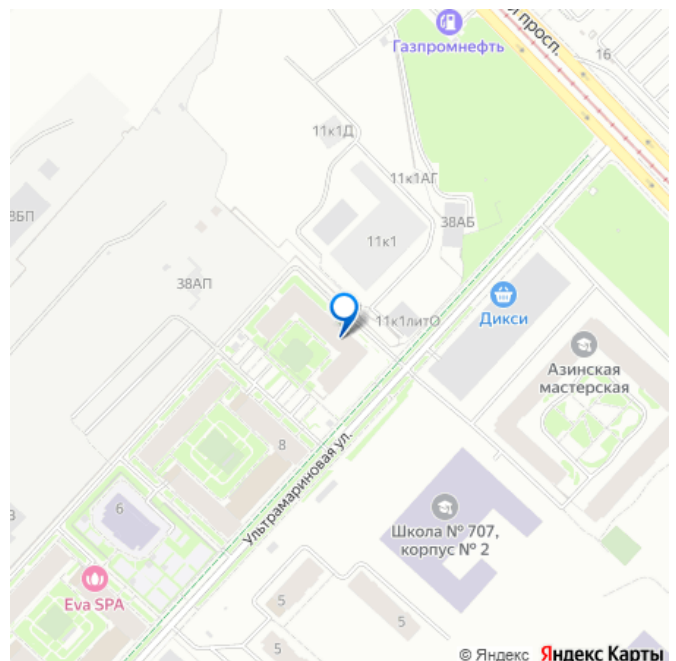 й просп.
Газпромнефть
16
11к1Д
11к1АГ
38АБ
38БП
11к1
38АП
11к1литО
Дикси
Азинская
мастерская
8
Ультрамариновая ул.
6
Школа № 707,
корпус № 2
Eva SPA
5
5
5
© Яндекс Яндекс Карты